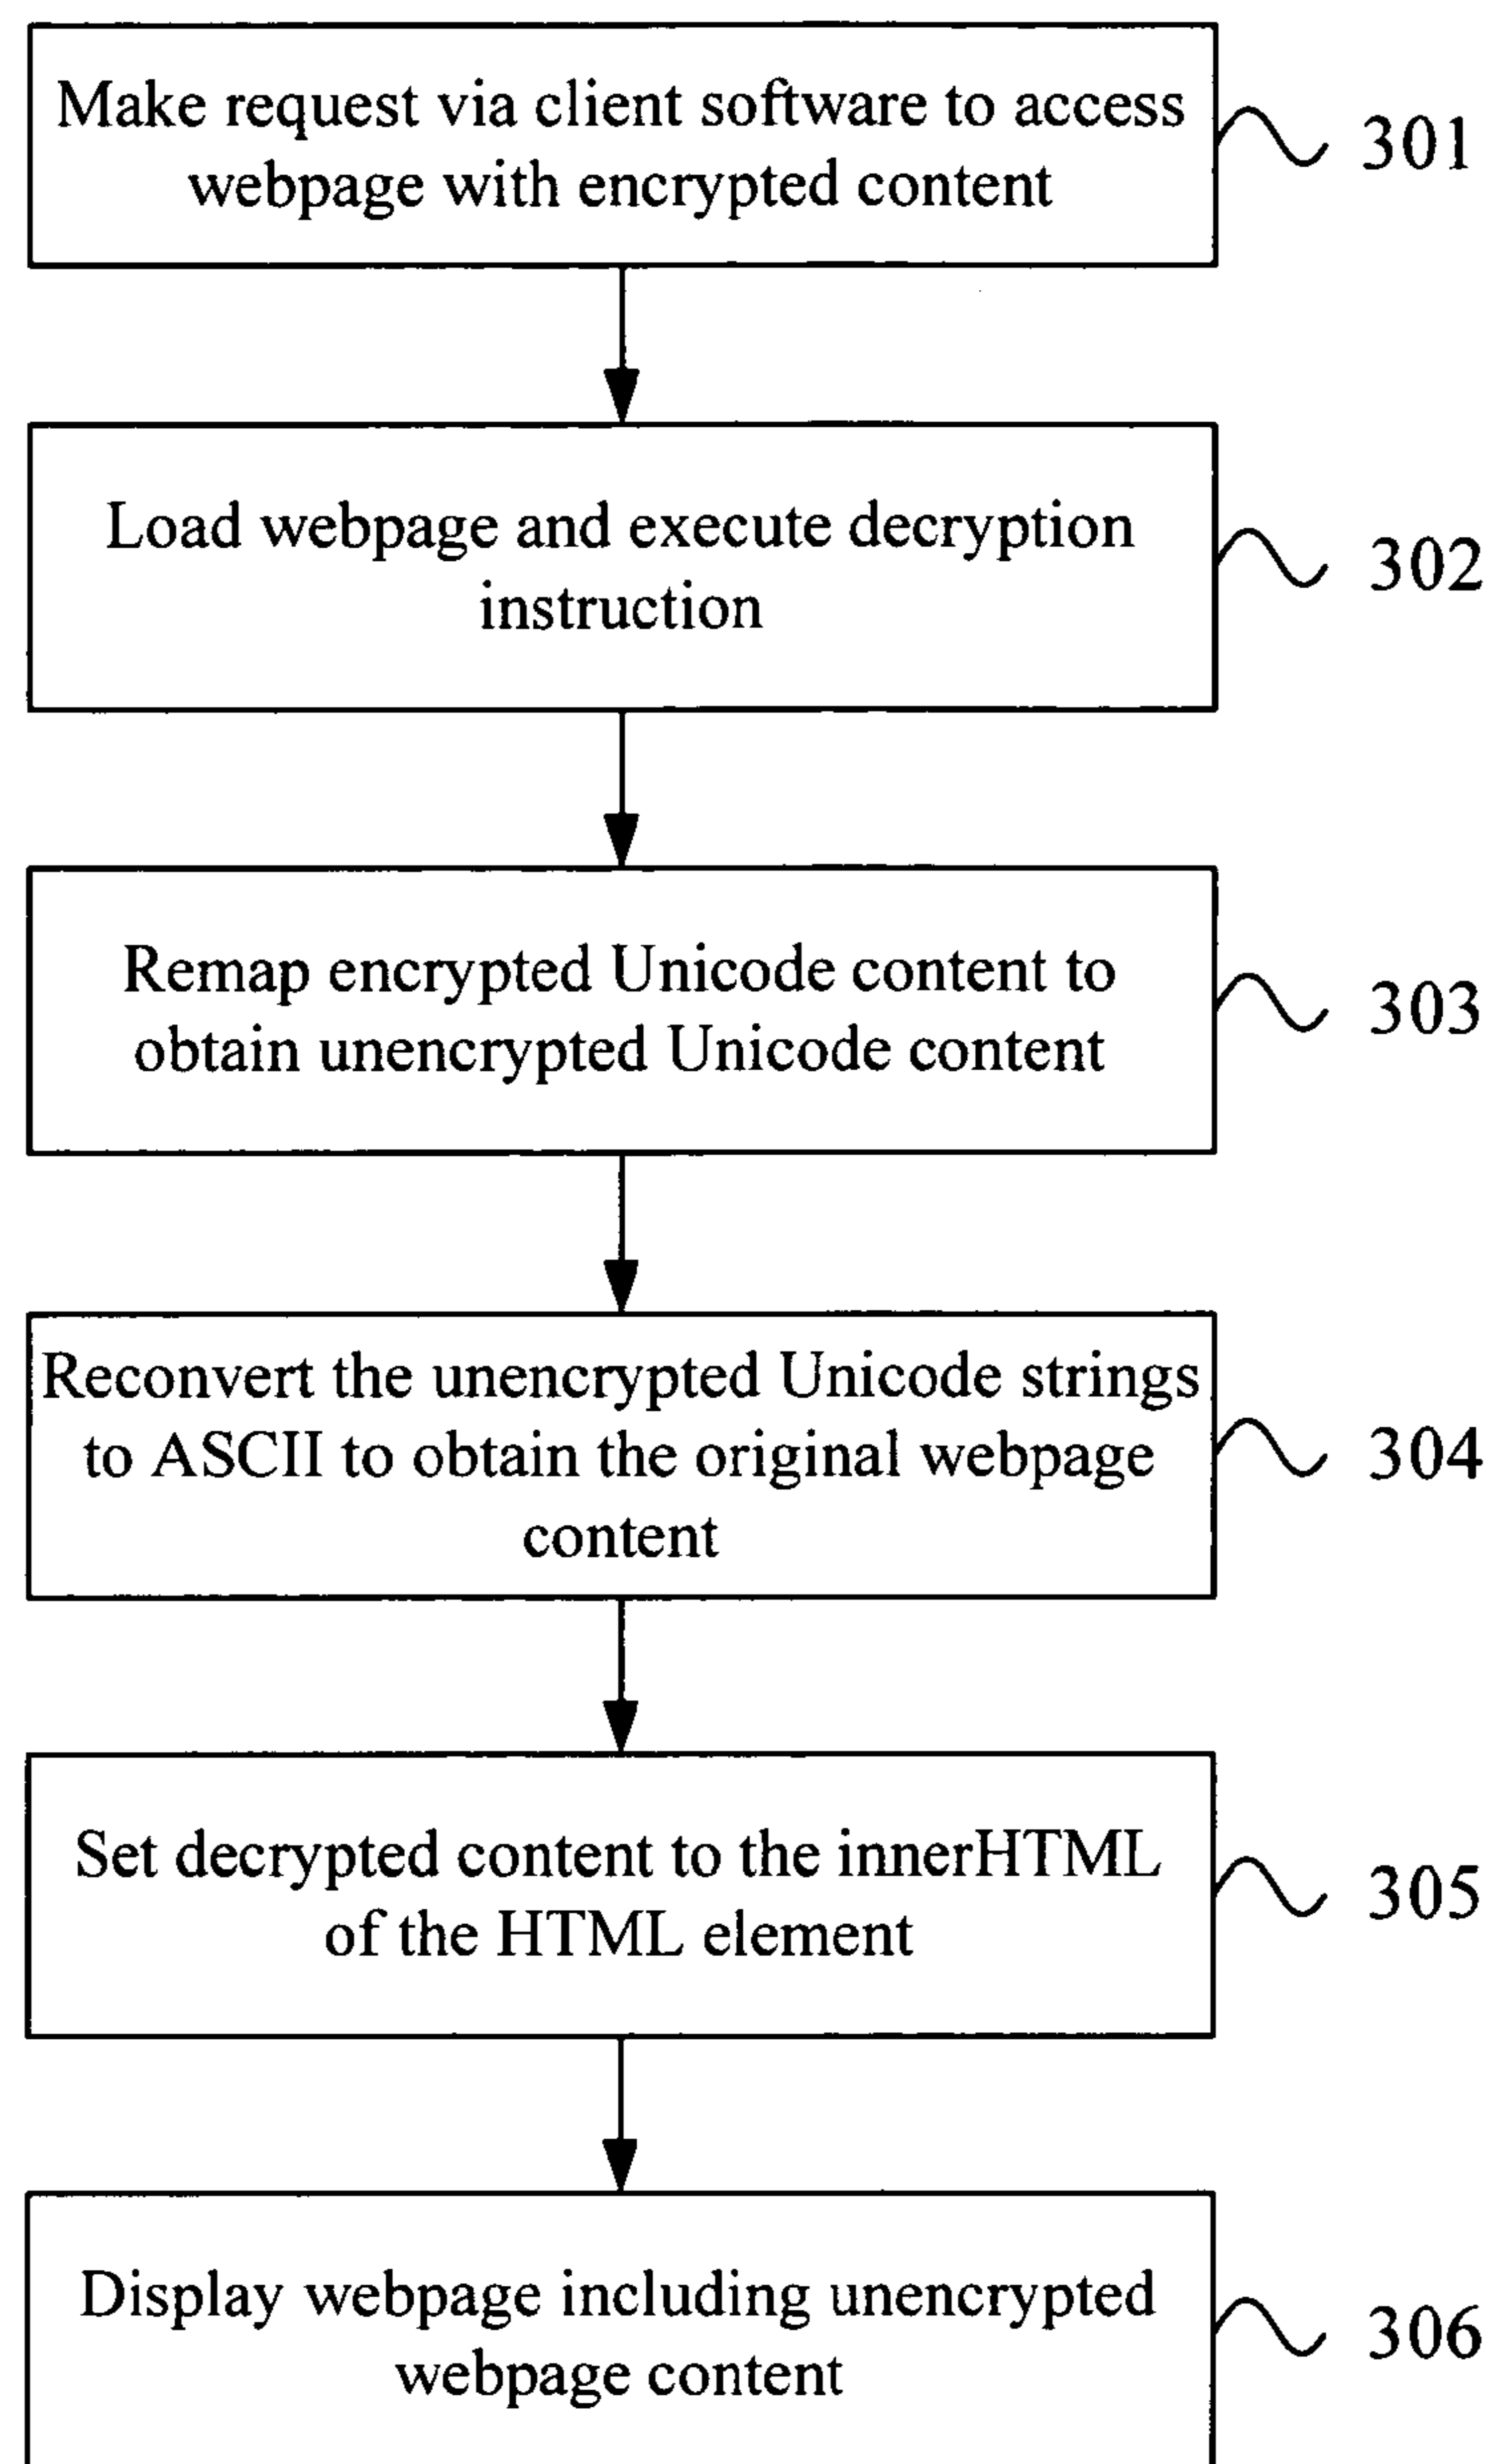 Make request via client software to access
webpage with encrypted content
301
Load webpage and execute decryption
instruction
302
Remap encrypted Unicode content to
obtain unencrypted Unicode content
303
Reconvert the unencrypted Unicode strings
to ASCII to obtain the original webpage
content
304
Set decrypted content to the innerHTML
of the HTML element
305
Display webpage including unencrypted
webpage content
306